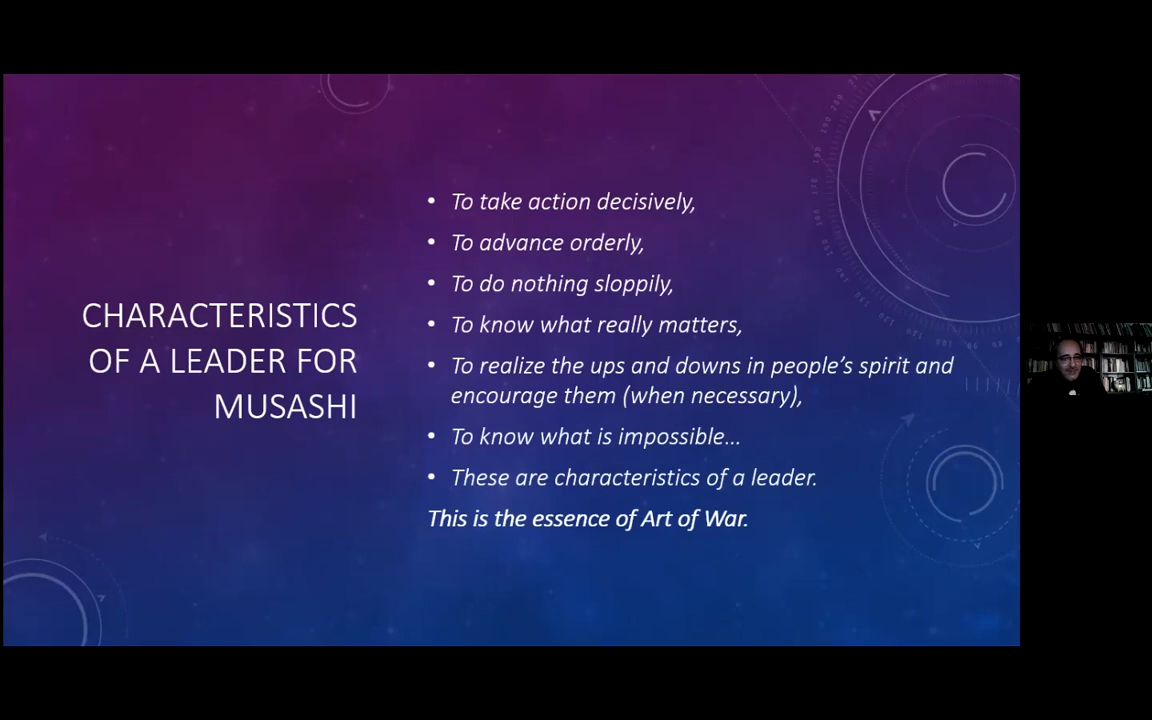 CHARACTERISTICS
OF A LEADER FOR
MUSASHI
• To take action decisively,
• To advance orderly,
• To do nothing sloppily,
• To know what really matters,
• To realize the ups and downs in people's spirit and
encourage them (when necessary),
• To know what is impossible...
• These are characteristics of a leader.
This is the essence of Art of War.